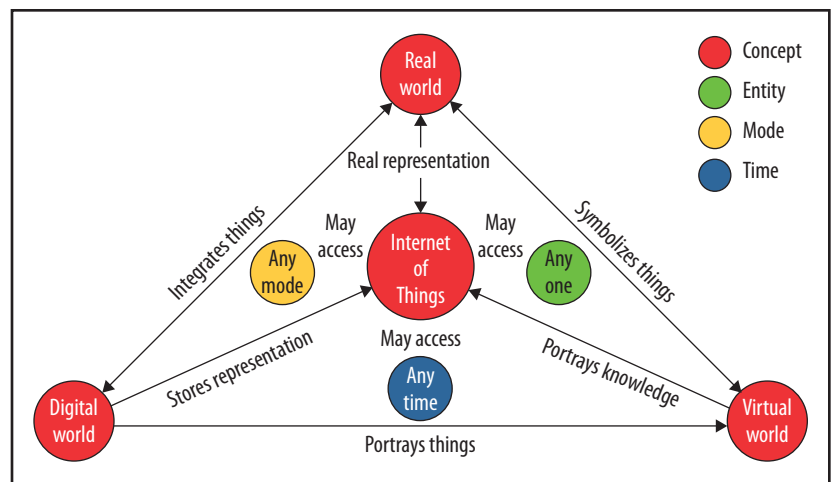 Real
world
Concept
Entity
Mode
Time
Real representation
Integrates things
Symbolizes things
May
access
May
access
Any
mode
Internet
of
Things
Any
one
May access
Any
time
Stores representation
Portrays knowledge
Digital
world
Virtual
world
Portrays things